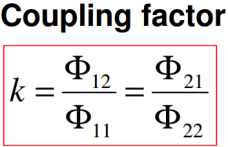 Coupling factor
k = Φ₁₂/Φ₁₁ = Φ₂₁/Φ₂₂